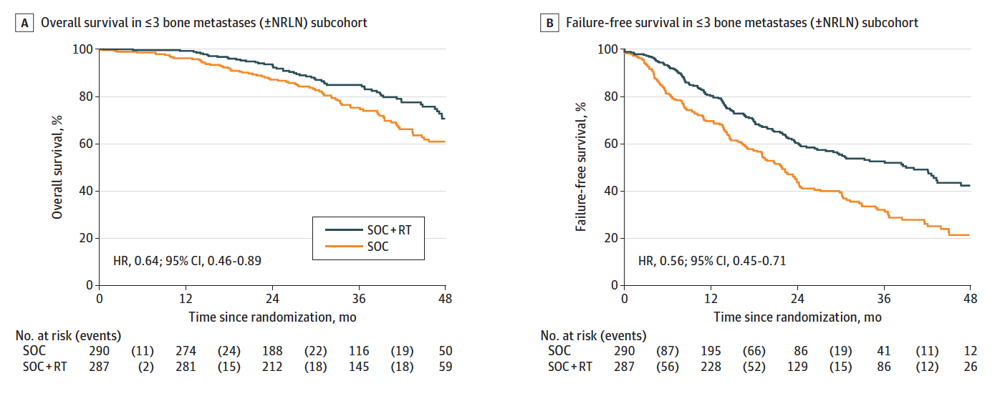 A Overall survival in ≤3 bone metastases (±NRLN) subcohort
Overall survival, %
100
80
60
40
20
0
SOC + RT
SOC
HR, 0.64; 95% CI, 0.46-0.89
0 12 24 36 48
Time since randomization, mo
No. at risk (events)
SOC 290 (11) 274 (24) 188 (22) 116 (19) 50
SOC + RT 287 (2) 281 (15) 212 (18) 145 (18) 59
B Failure-free survival in ≤3 bone metastases (±NRLN) subcohort
Failure-free survival, %
100
80
60
40
20
0
HR, 0.56; 95% CI, 0.45-0.71
0 12 24 36 48
Time since randomization, mo
No. at risk (events)
SOC 290 (87) 195 (66) 86 (19) 41 (11) 12
SOC + RT 287 (56) 228 (52) 129 (15) 86 (12) 26